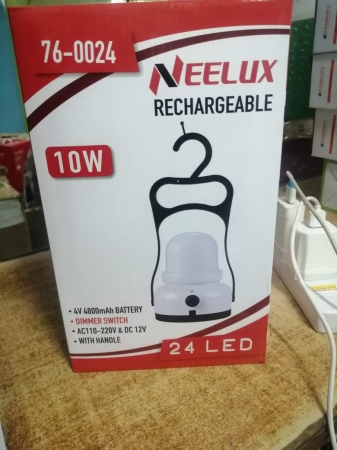 76-0024
NEELUX
RECHARGEABLE
10W
• 4V 4800mAh BATTERY
• DIMMER SWITCH
• AC110-220V & DC 12V
• WITH HANDLE
24 LED